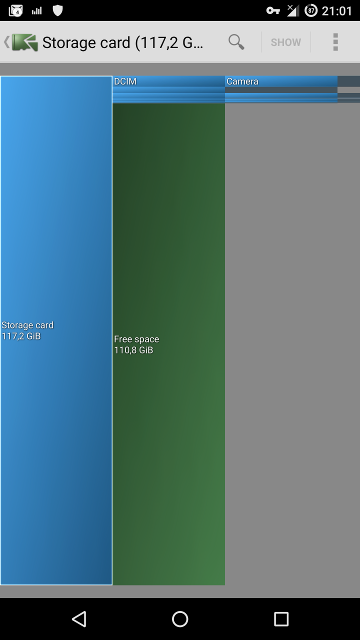 21:01
Storage card (117,2 G...
SHOW
DCIM
Camera
Storage card
117,2 GiB
Free space
110,8 GiB